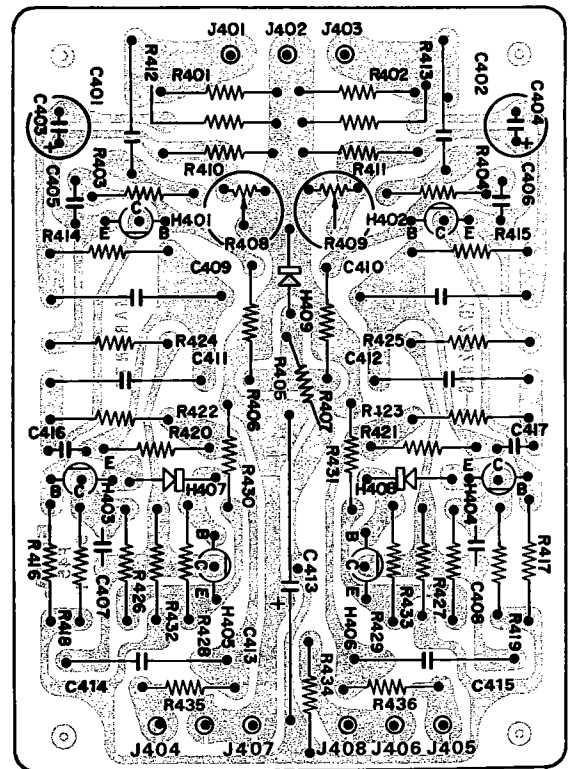 J401 J402 J403
R412 R401 R402 R413
C401 C402
C403 C404
+ +
R410 R411
R403 R404
C405 C406
C C
H401 H402
E B B E
R414 R408 R409 R415
C409 C410
H409
R424 R425
C411 C412
R405
R406 R407
R422 R423
C416 R420 R421 C417
E E
B C H407 H408 C B
H403 R430 R431 H404
B B
C C
E E
R416 R417
C407 R426 R432 R428 C413 R433 R427 C408
+
R418 H405 C413 H406 R429 R419
R434
C414 C415
R435 R436
J404 J407 J408 J406 J405